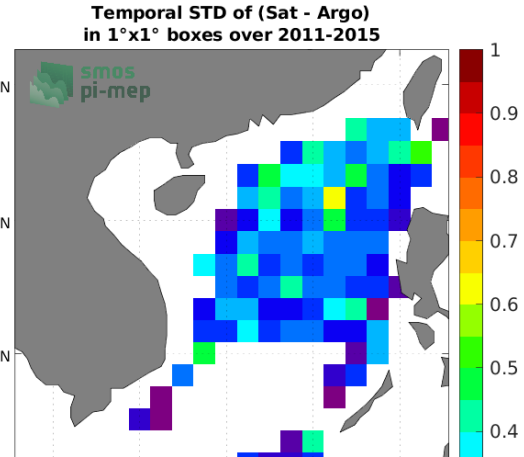 Temporal STD of (Sat - Argo)
in 1°x1° boxes over 2011-2015
smos
pi-mep
N
N
N
1
0.9
0.8
0.7
0.6
0.5
0.4